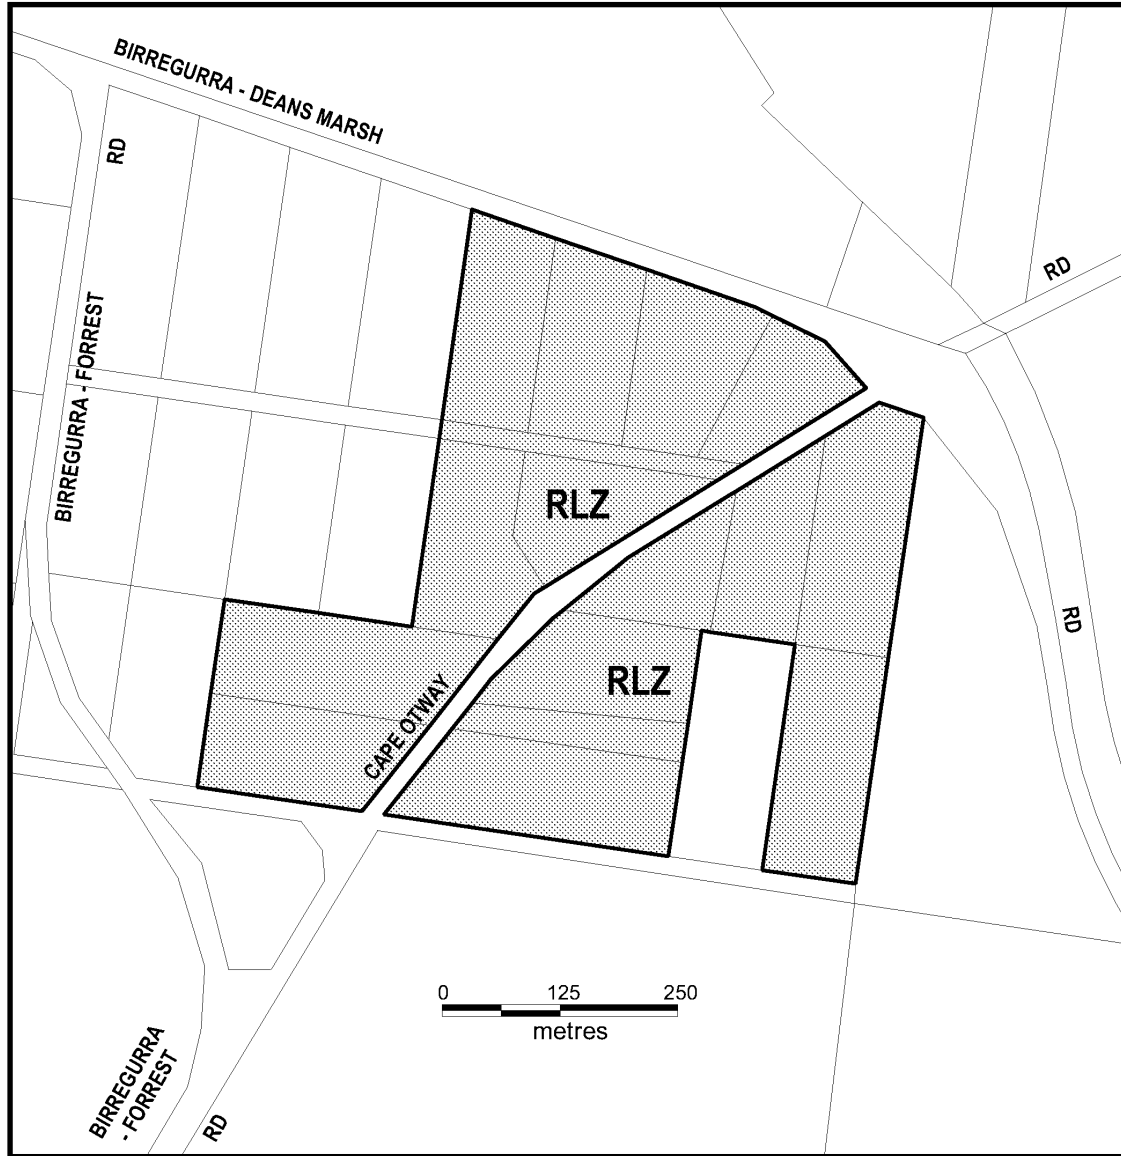 BIRREGURRA - DEANS MARSH
RD
RD
BIRREGURRA - FORREST
RLZ
RD
RLZ
CAPE OTWAY
0 125 250
metres
BIRREGURRA
- FORREST
RD